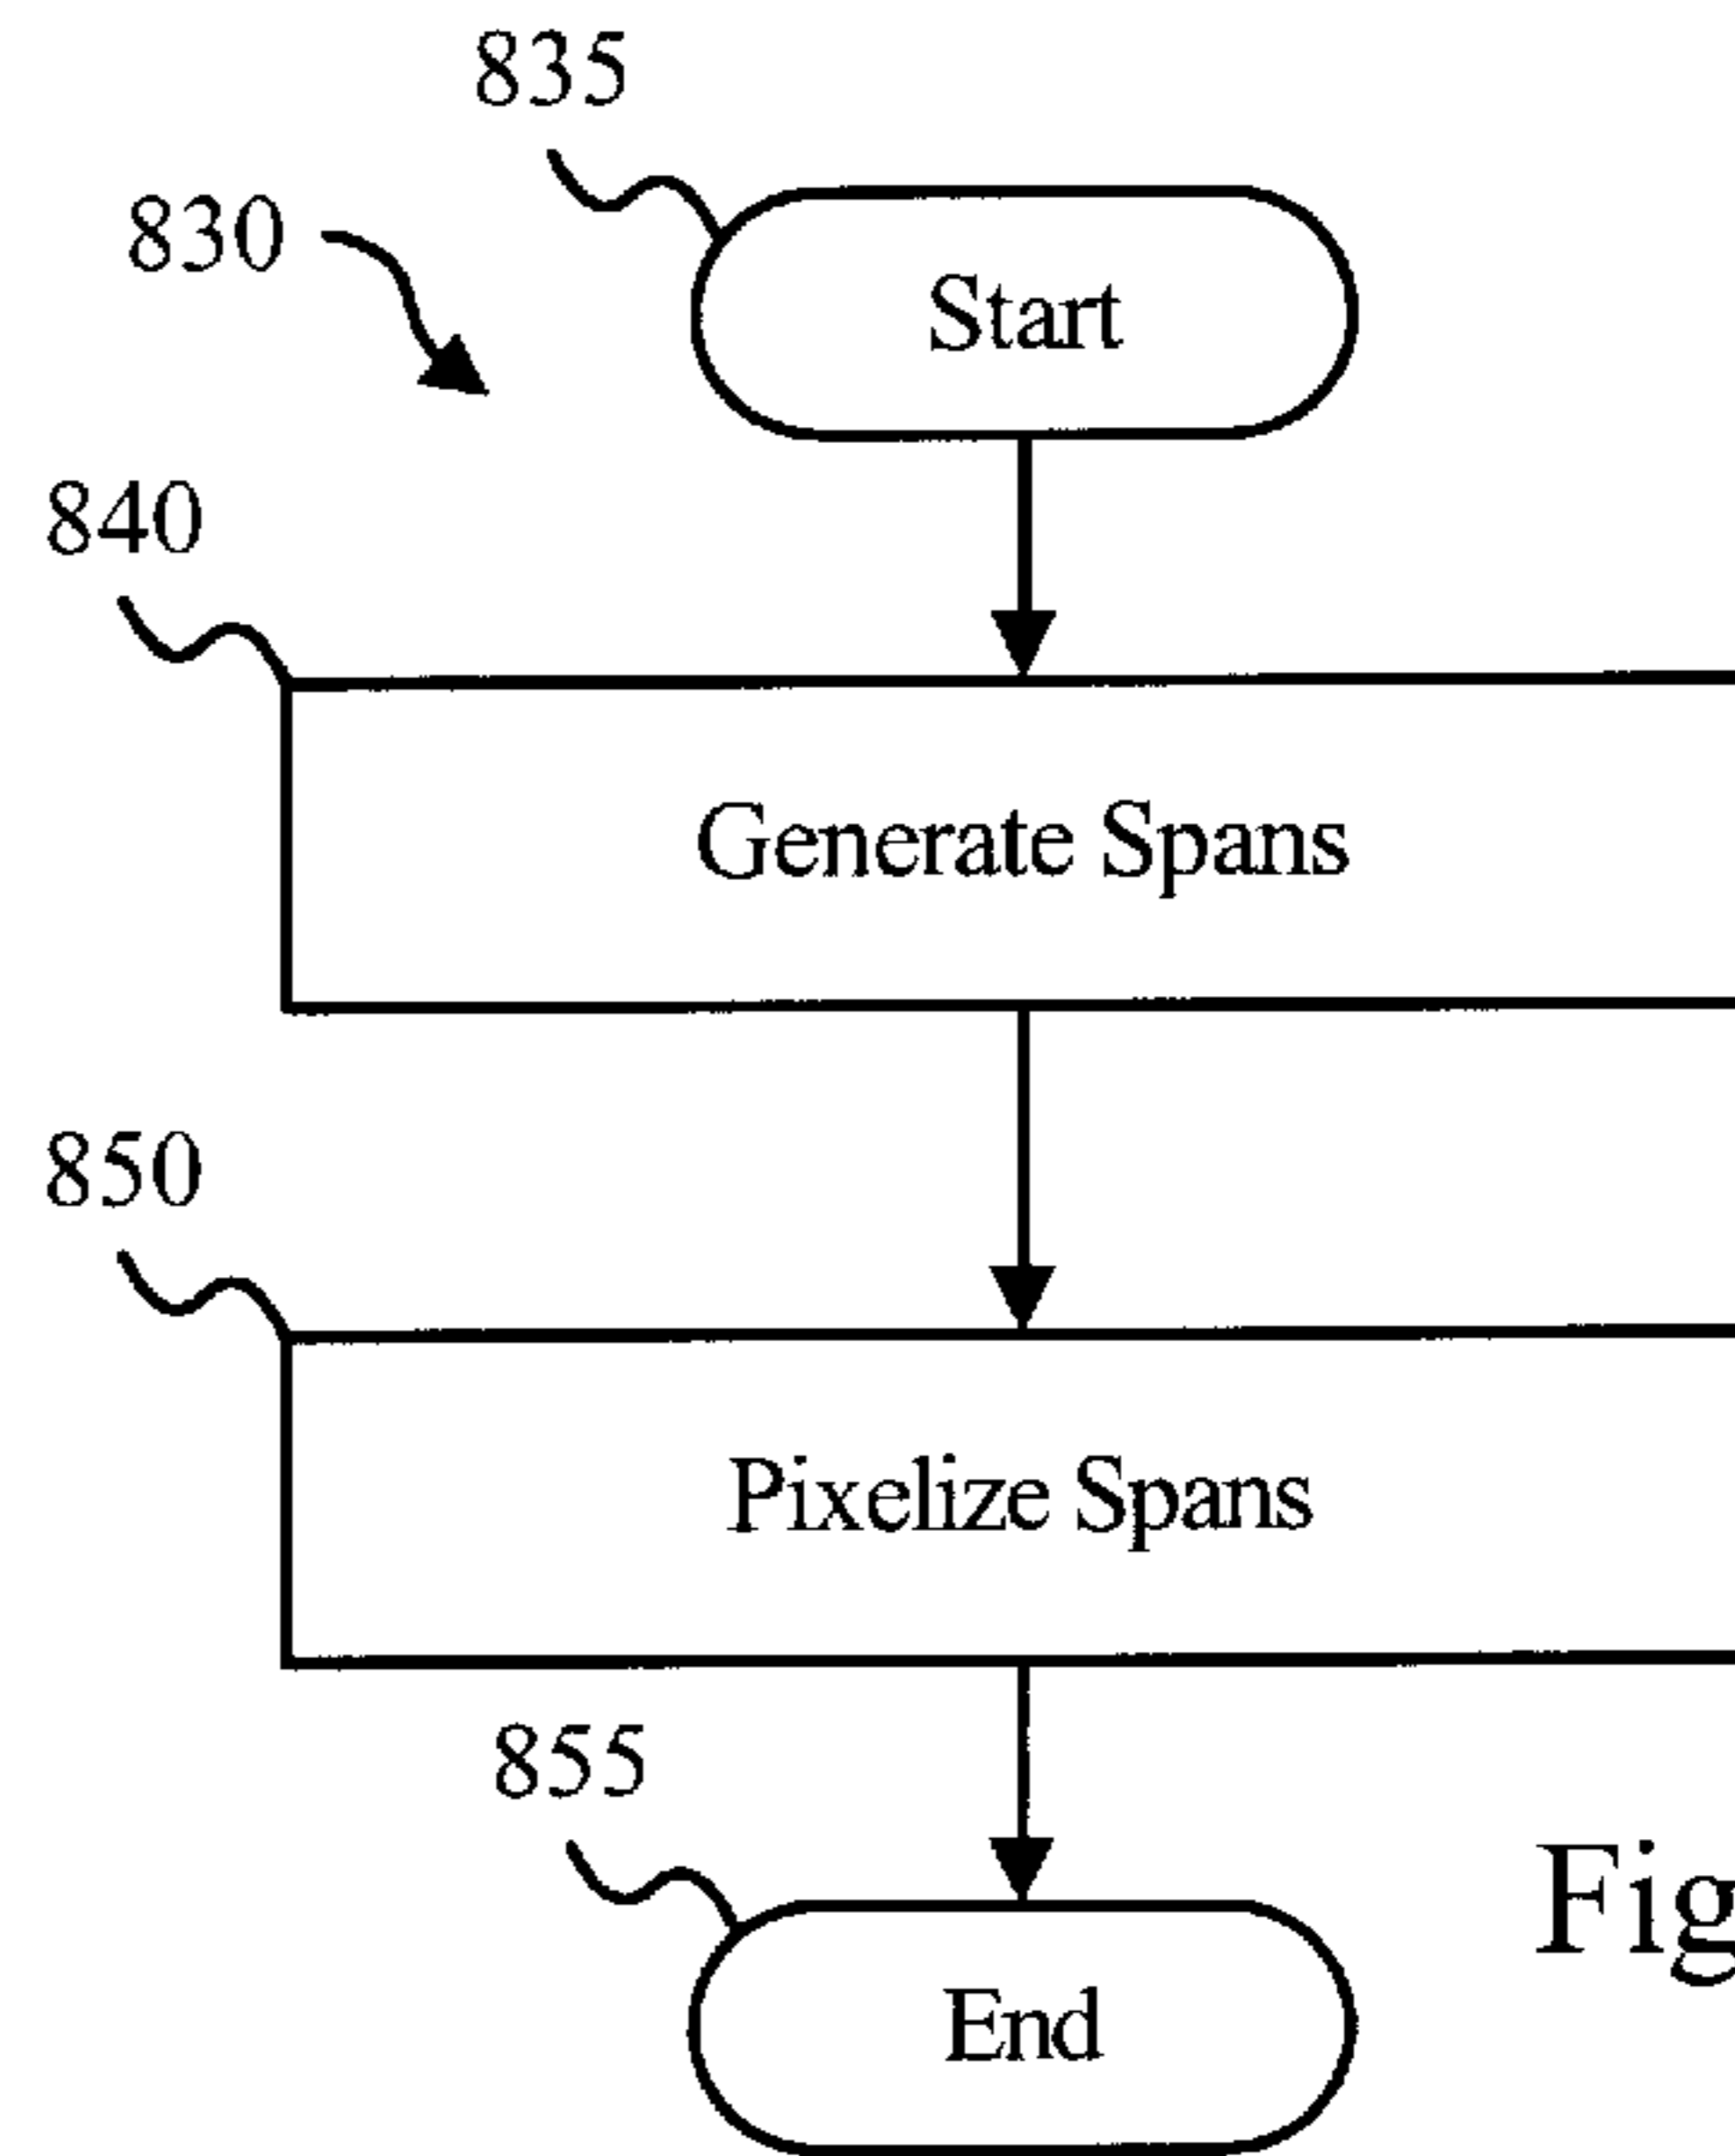 835
830
Start
840
Generate Spans
850
Pixelize Spans
855
Fig
End